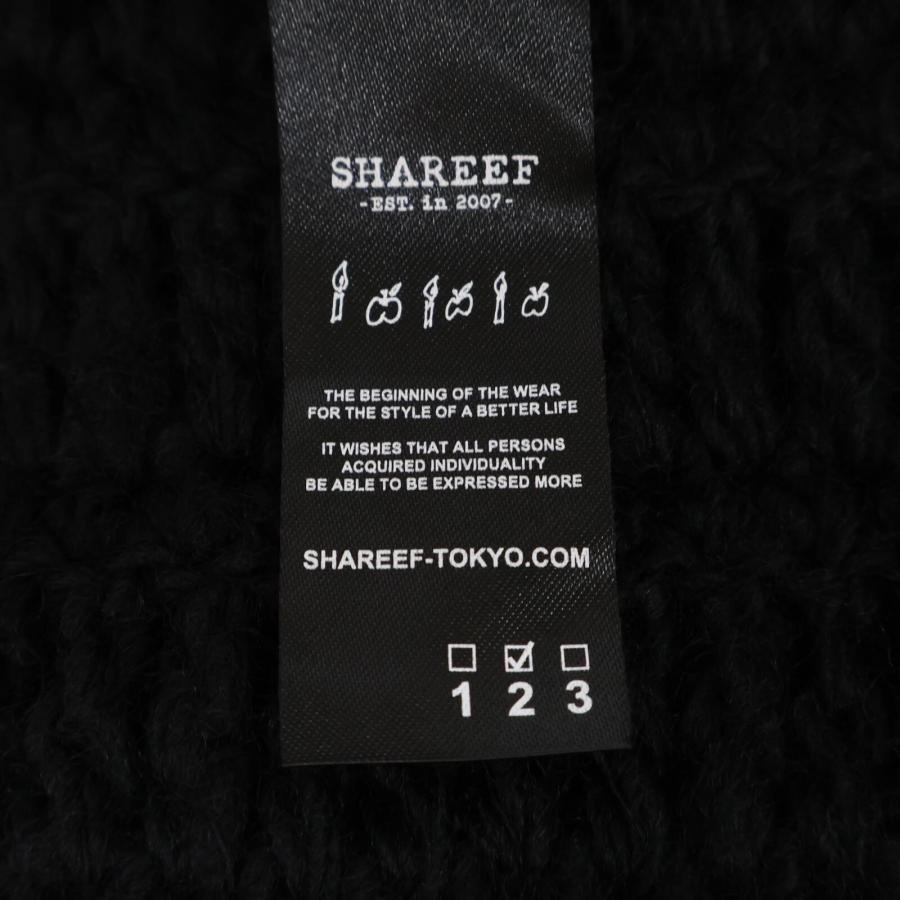 SHAREEF
-EST. in 2007-
THE BEGINNING OF THE WEAR
FOR THE STYLE OF A BETTER LIFE
IT WISHES THAT ALL PERSONS
ACQUIRED INDIVIDUALITY
BE ABLE TO BE EXPRESSED MORE
SHAREEF-TOKYO.COM
1 2 3